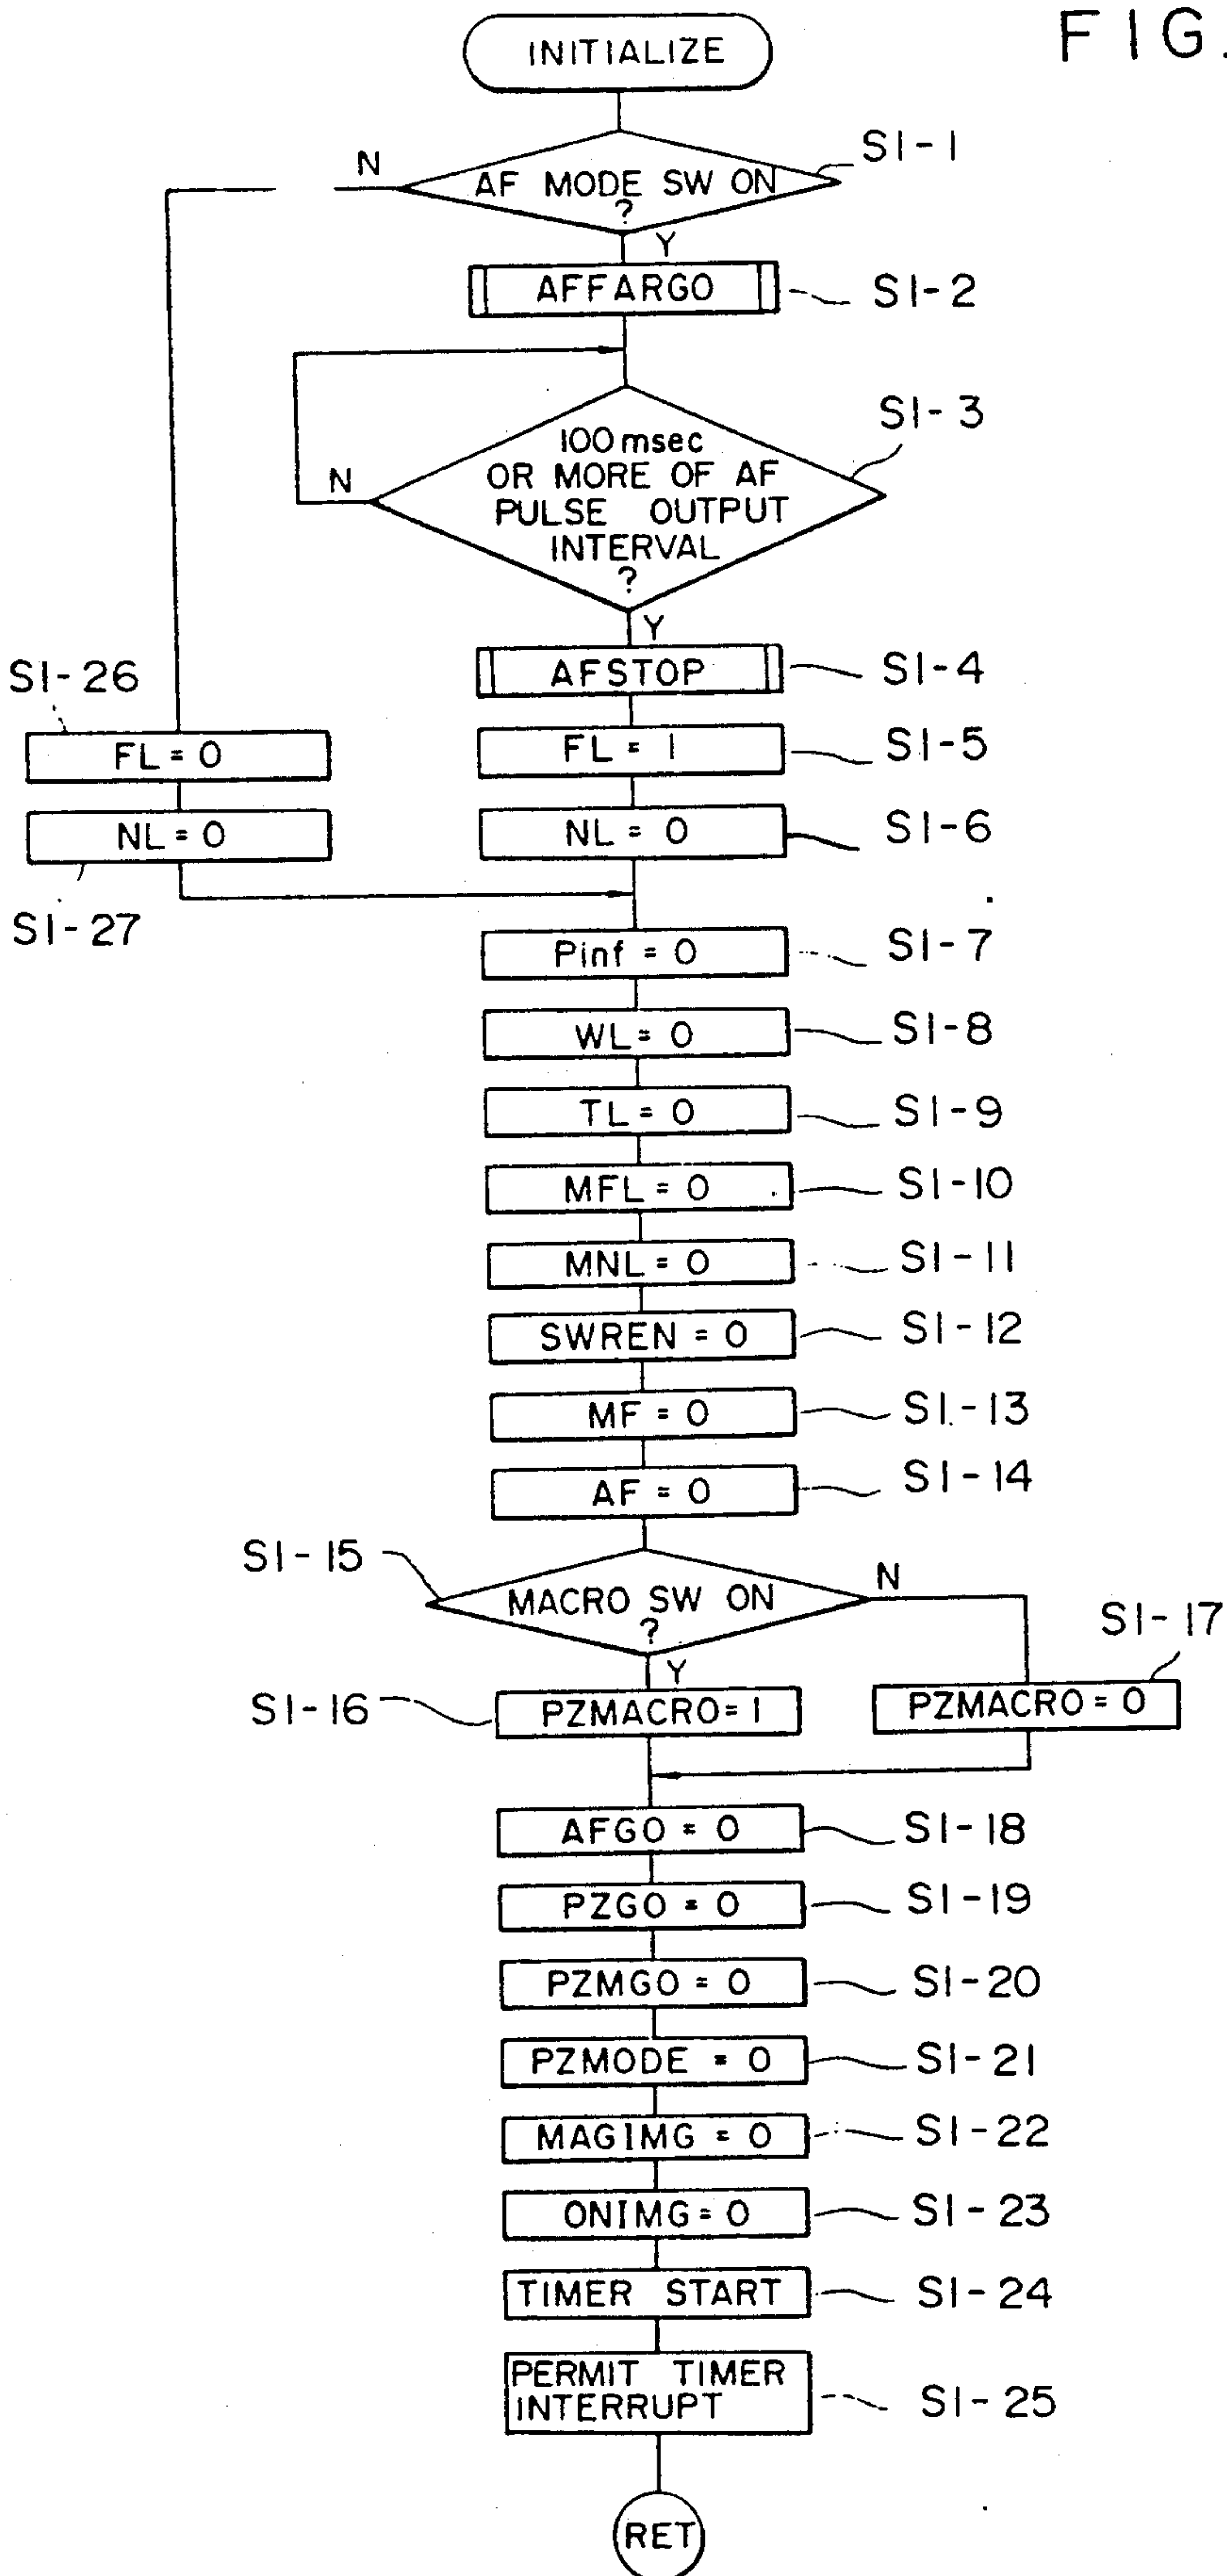 FIG.
INITIALIZE
AF MODE SW ON
?
S1-1
N
Y
AFFARGO
S1-2
100 msec
OR MORE OF AF
PULSE OUTPUT
INTERVAL
?
S1-3
N
Y
AFSTOP
S1-4
S1-26
FL = 0
FL = 1
S1-5
NL = 0
NL = 0
S1-6
S1-27
Pinf = 0
S1-7
WL = 0
S1-8
TL = 0
S1-9
MFL = 0
S1-10
MNL = 0
S1-11
SWREN = 0
S1-12
MF = 0
S1-13
AF = 0
S1-14
S1-15
MACRO SW ON
?
N
Y
S1-17
S1-16
PZMACRO = 1
PZMACRO = 0
AFGO = 0
S1-18
PZGO = 0
S1-19
PZMGO = 0
S1-20
PZMODE = 0
S1-21
MAGIMG = 0
S1-22
ONIMG = 0
S1-23
TIMER START
S1-24
PERMIT TIMER
INTERRUPT
S1-25
RET